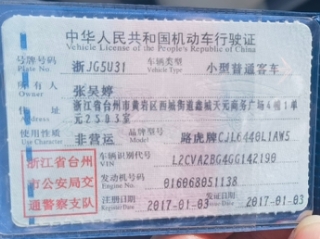 中华人民共和国机动车行驶证
Vehicle License of the People's Republic of China
号牌号码 浙JG5U31 车辆类型 小型普通客车
Plate No. Vehicle Type
所有人 张昊婷
Owner
住址 浙江省台州市黄岩区西城街道鑫城天元商务广场4幢1单
Address 元2503室
使用性质 非营运 品牌型号 路虎牌CJL6440L1AW5
Use Character Model
浙江省台州 车辆识别代号 L2CVA2BG4GG142190
VIN
市公安局交 发动机号码 016068051138
Engine No.
通警察支队 注册日期 2017-01-03 发证日期 2017-01-03
Register Date Issue Date